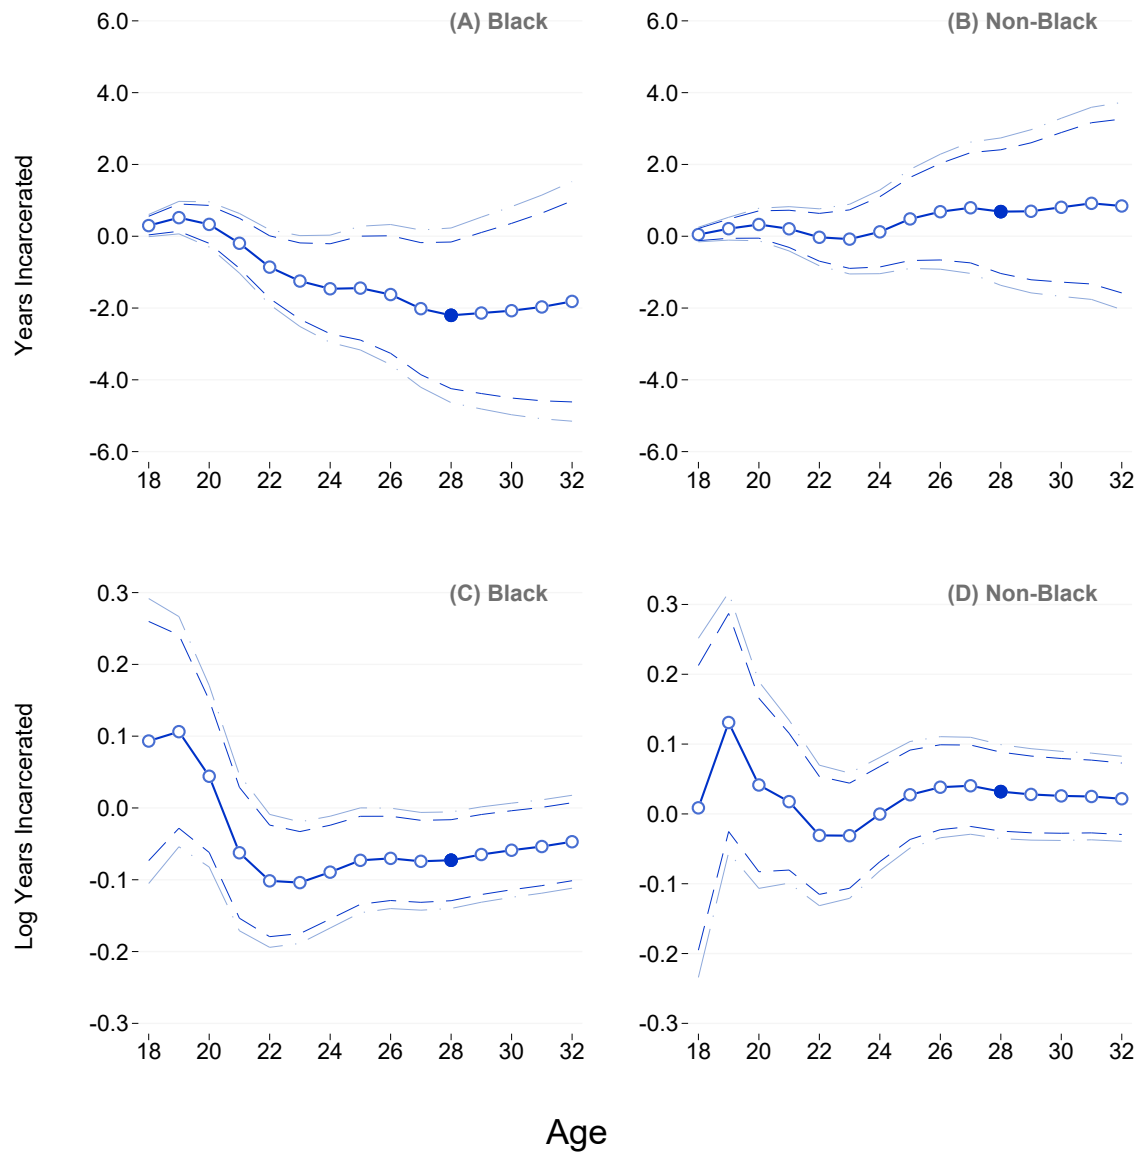 (A) Black
(B) Non-Black
Years Incarcerated
6.0
4.0
2.0
0.0
-2.0
-4.0
-6.0
18 20 22 24 26 28 30 32
6.0
4.0
2.0
0.0
-2.0
-4.0
-6.0
18 20 22 24 26 28 30 32
(C) Black
(D) Non-Black
Log Years Incarcerated
0.3
0.2
0.1
0.0
-0.1
-0.2
-0.3
18 20 22 24 26 28 30 32
0.3
0.2
0.1
0.0
-0.1
-0.2
-0.3
18 20 22 24 26 28 30 32
Age